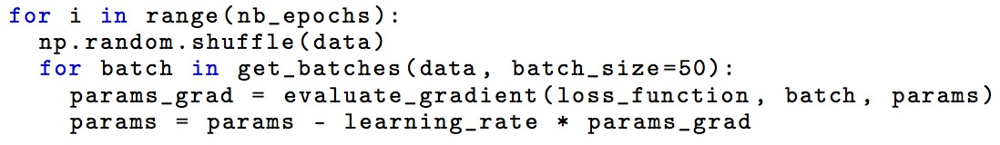 for i in range(nb_epochs):
  np.random.shuffle(data)
  for batch in get_batches(data, batch_size=50):
    params_grad = evaluate_gradient(loss_function, batch, params)
    params = params - learning_rate * params_grad